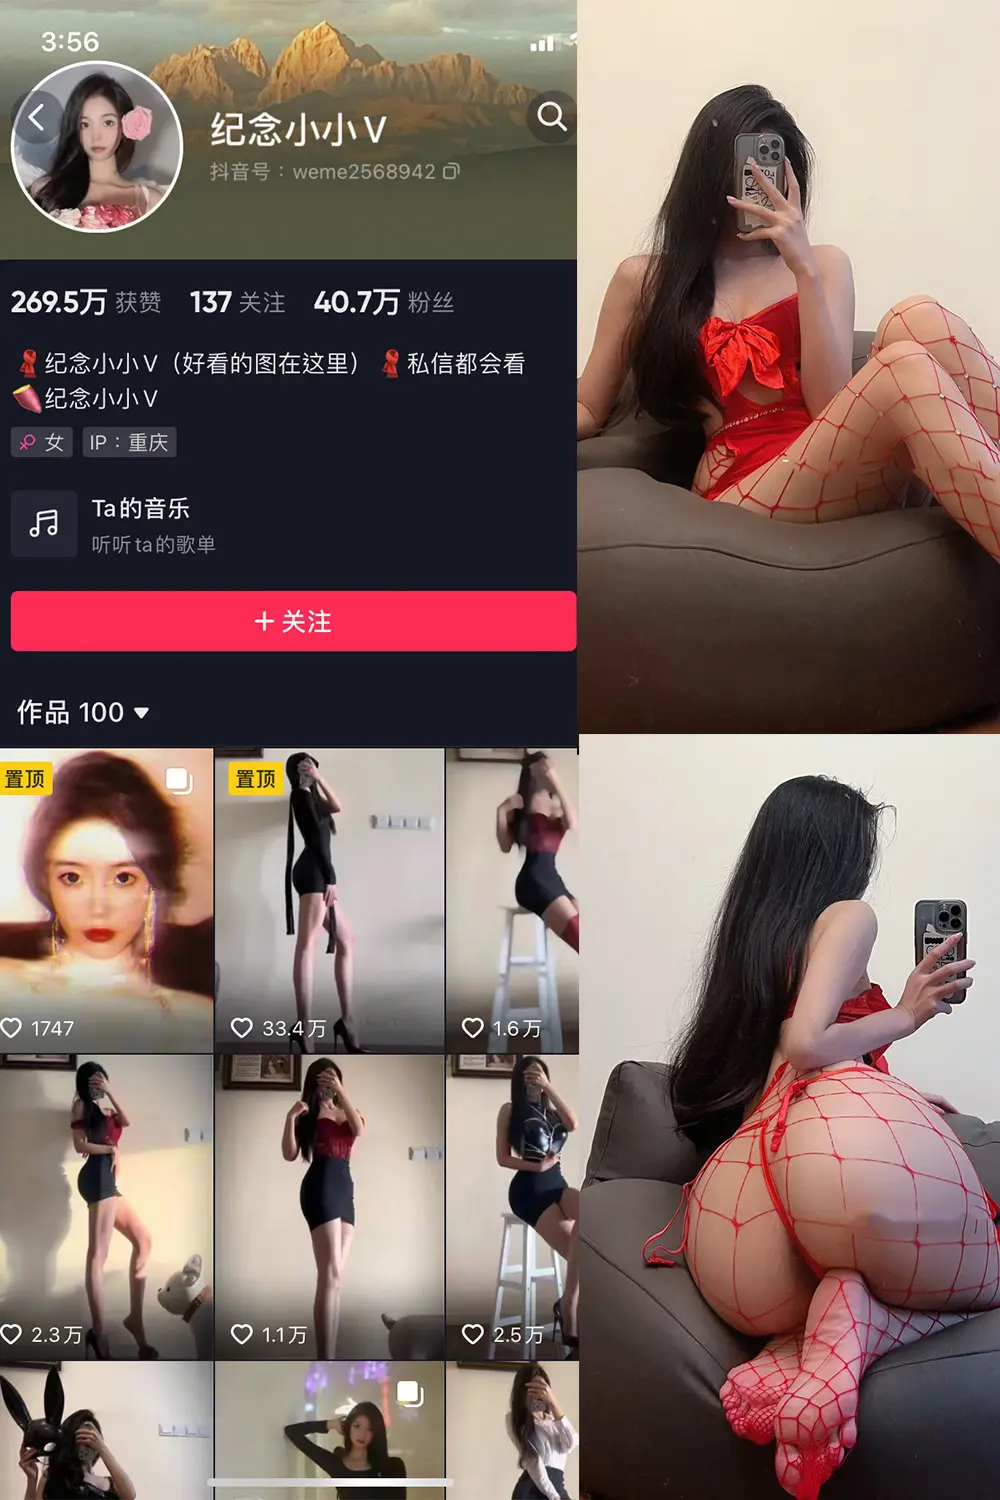 3:56
纪念小小V
抖音号：weme2568942
269.5万 获赞 137 关注 40.7万 粉丝
纪念小小V（好看的图在这里） 私信都会看
纪念小小V
女 IP：重庆
Ta的音乐
听听ta的歌单
+ 关注
作品 100
置顶
置顶
1747
33.4万
1.6万
2.3万
1.1万
2.5万